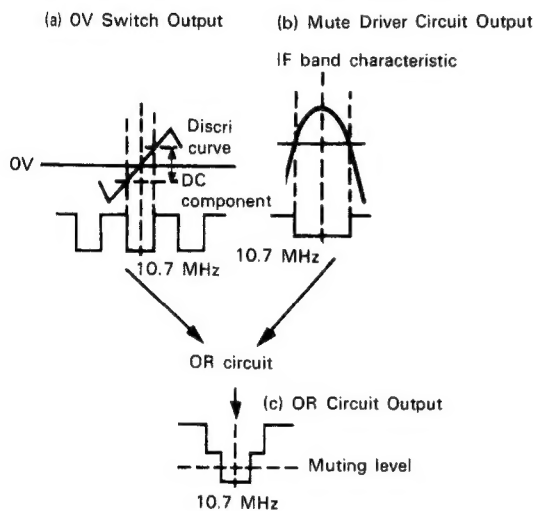 (a) 0V Switch Output
(b) Mute Driver Circuit Output
IF band characteristic
Discri
curve
0V
DC
component
10.7 MHz
10.7 MHz
OR circuit
(c) OR Circuit Output
Muting level
10.7 MHz